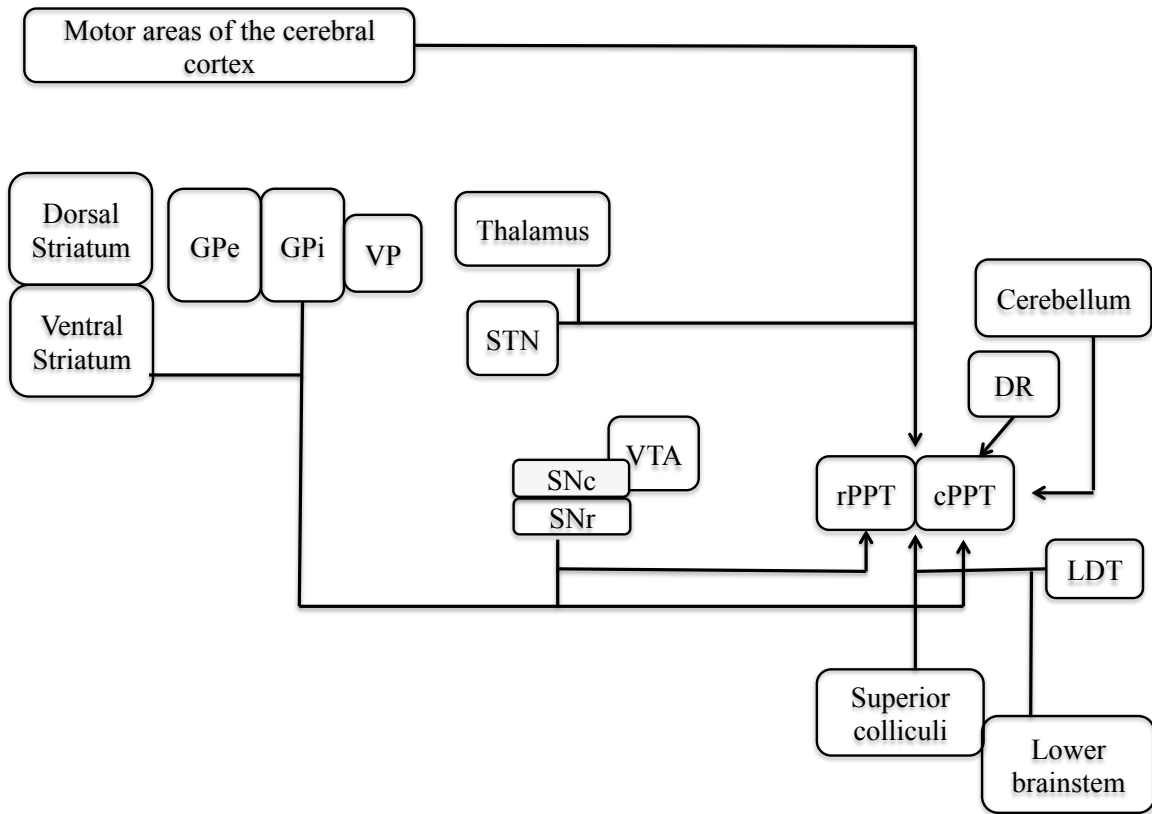 Motor areas of the cerebral
cortex
Dorsal
Striatum
GPe
GPi
VP
Thalamus
Ventral
Striatum
STN
Cerebellum
DR
VTA
SNc
SNr
rPPT
cPPT
LDT
Superior
colliculi
Lower
brainstem